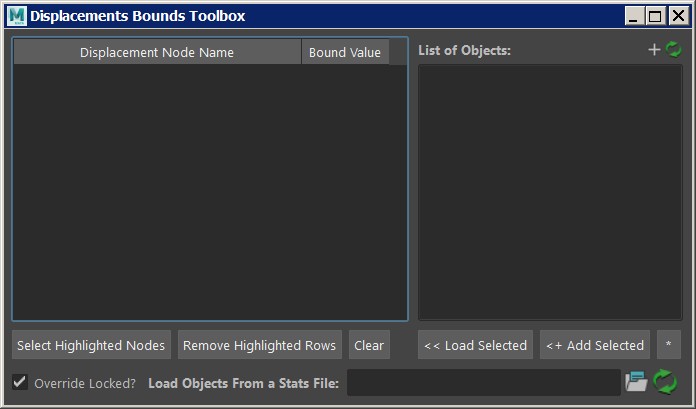 Displacements Bounds Toolbox
Displacement Node Name Bound Value
List of Objects: +
Select Highlighted Nodes Remove Highlighted Rows Clear << Load Selected <+ Add Selected *
Override Locked? Load Objects From a Stats File: